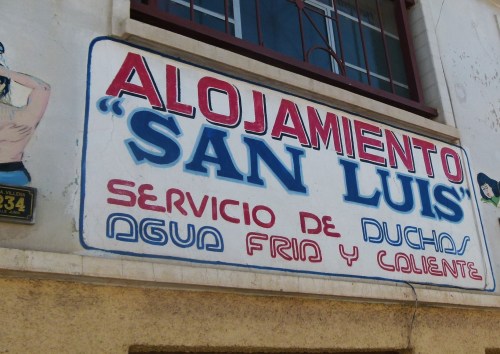 ALOJAMIENTO
"SAN LUIS"
SERVICIO DE DUCHAS
AGUA FRIA Y CALIENTE
234